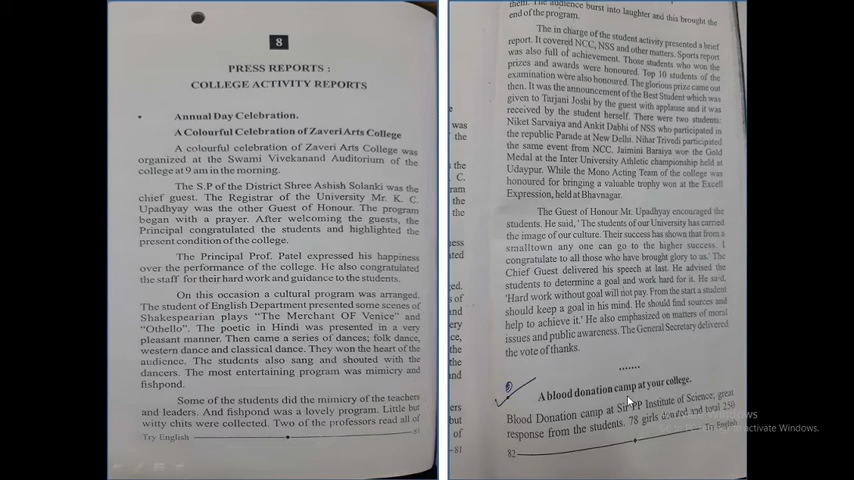 8
PRESS REPORTS :
COLLEGE ACTIVITY REPORTS
• Annual Day Celebration.
A Colourful Celebration of Zaveri Arts College
A colourful celebration of Zaveri Arts College was
organized at the Swami Vivekanand Auditorium of the
college at 9 am in the morning.
The S.P of the District Shree Ashish Solanki was the
chief guest. The Registrar of the University Mr. K. C.
Upadhyay was the other Guest of Honour. The program
began with a prayer. After welcoming the guests, the
Principal congratulated the students and highlighted the
present condition of the college.
The Principal Prof. Patel expressed his happiness
over the performance of the college. He also congratulated
the staff for their hard work and guidance to the students.
On this occasion a cultural program was arranged.
The student of English Department presented some scenes of
Shakespearian plays "The Merchant OF Venice" and
"Othello". The poetic in Hindi was presented in a very
pleasant manner. Then came a series of dances; folk dance,
western dance and classical dance. They won the heart of the
audience. The students also sang and shouted with the
dancers. The most entertaining program was mimicry and
fishpond.
Some of the students did the mimicry of the teachers
and leaders. And fishpond was a lovely program. Little but
witty chits were collected. Two of the professors read all of
Try English
81
them. The audience burst into laughter and this brought the
end of the program.
The in charge of the student activity presented a brief
report. It covered NCC, NSS and other matters. Sports report
was also full of achievement. Those students who won the
prizes and awards were honoured. Top 10 students of the
examination were also honoured. The glorious prize came out
then. It was the announcement of the Best Student which was
given to Tarjani Joshi by the guest with applause and it was
received by the student herself. There were two students:
Niket Sarvaiya and Ankit Dabhi of NSS who participated in
the republic Parade at New Delhi. Nihar Trivedi participated
the same event from NCC. Jaimini Baraiya won the Gold
Medal at the Inter University Athletic championship held at
Udaypur. While the Mono Acting Team of the college was
honoured for bringing a valuable trophy won at the Excell
Expression, held at Bhavnagar.
The Guest of Honour Mr. Upadhyay encouraged the
students. He said, 'The students of our University has carried
the image of our culture. Their success has shown that from a
smalltown any one can go to the higher success. I
congratulate to all those who have brought glory to us.' The
Chief Guest delivered his speech at last. He advised the
students to determine a goal and work hard for it. He said,
'Hard work without goal will not pay. From the start a student
should keep a goal in his mind. He should find sources and
help to achieve it.' He also emphasized on matters of moral
issues and public awareness. The General Secretary delivered
the vote of thanks.
.......
A blood donation camp at your college.
Blood Donation camp at Sir PP Institute of Science; great
response from the students. 78 girls donated and total 250
82
Try English